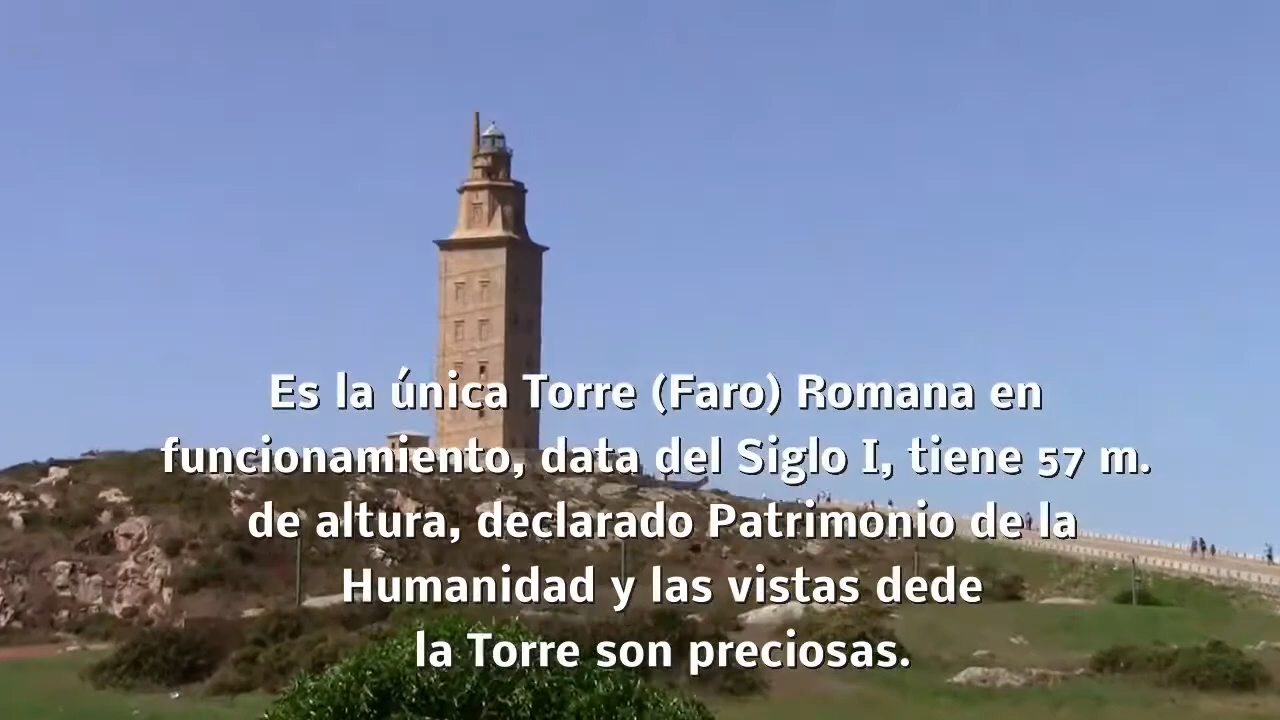 Es la única Torre (Faro) Romana en
funcionamiento, data del Siglo I, tiene 57 m.
de altura, declarado Patrimonio de la
Humanidad y las vistas dede
la Torre son preciosas.